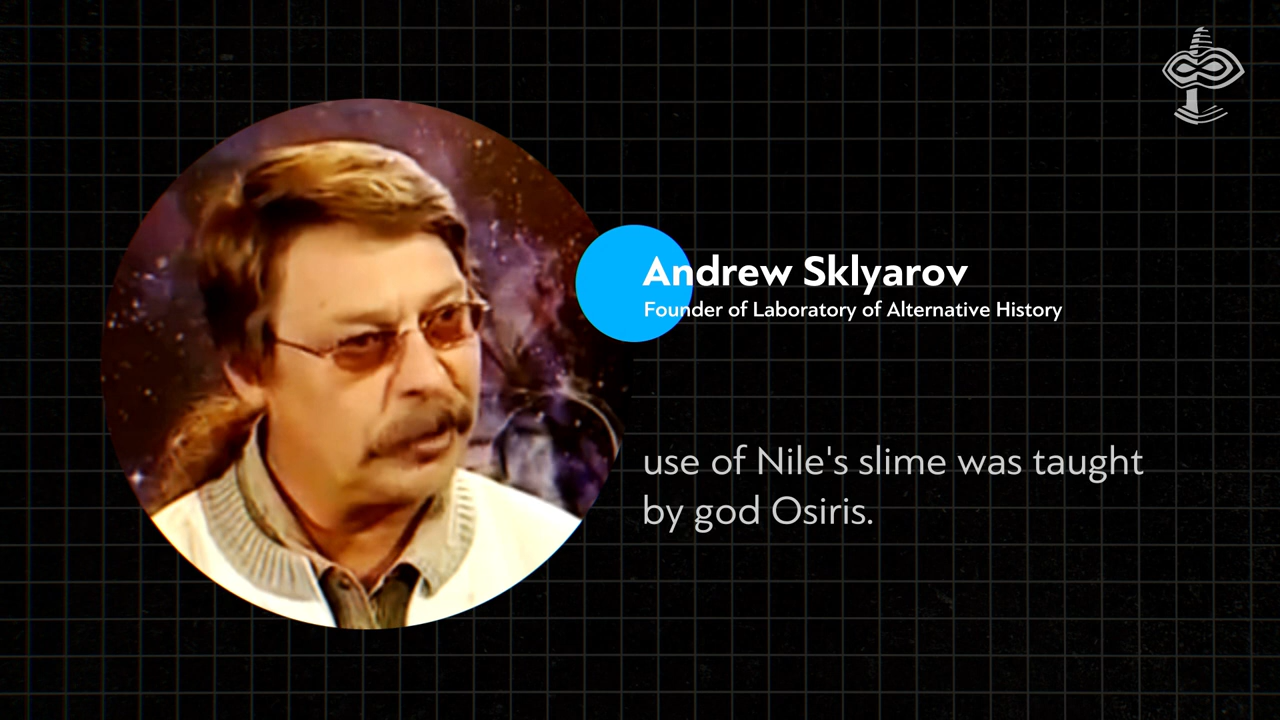 Andrew Sklyarov
Founder of Laboratory of Alternative History
use of Nile's slime was taught
by god Osiris.